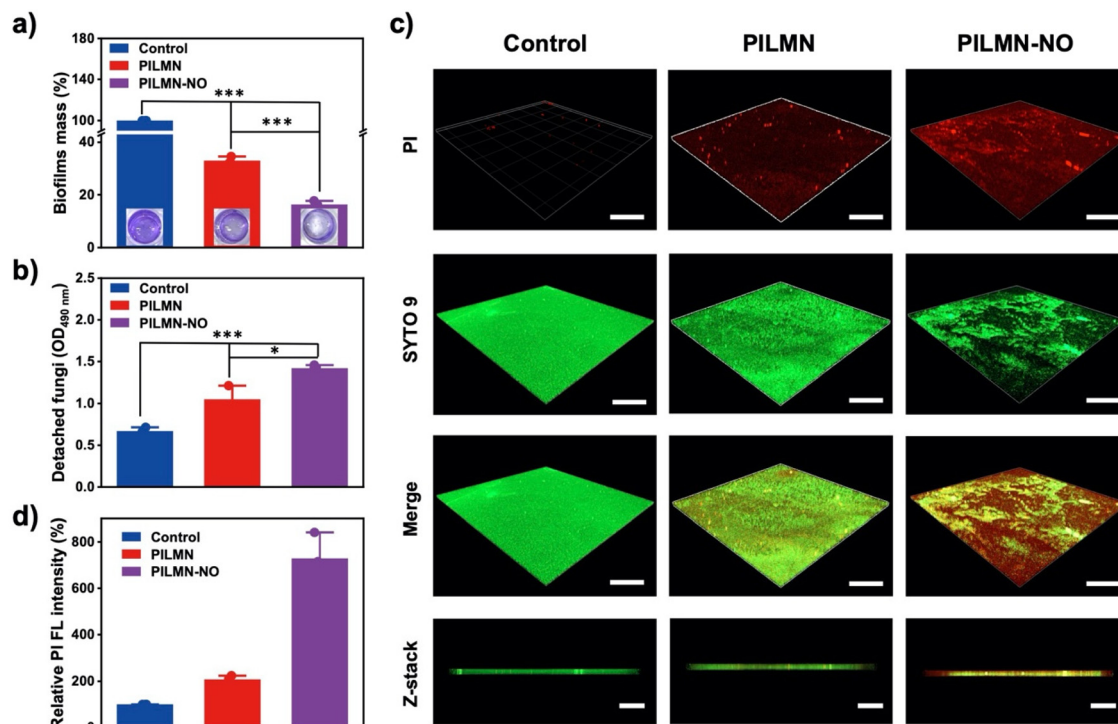 a)
180
140
100
40
20
0
Biofilms mass (%)
Control
PILMN
PILMN-NO
***
***
b)
2.5
2.0
1.5
1.0
0.5
0.0
Detached fungi (OD490 nm)
Control
PILMN
PILMN-NO
***
*
d)
800
600
400
200
Relative PI FL intensity (%)
Control
PILMN
PILMN-NO
c)
Control
PILMN
PILMN-NO
PI
SYTO 9
Merge
Z-stack